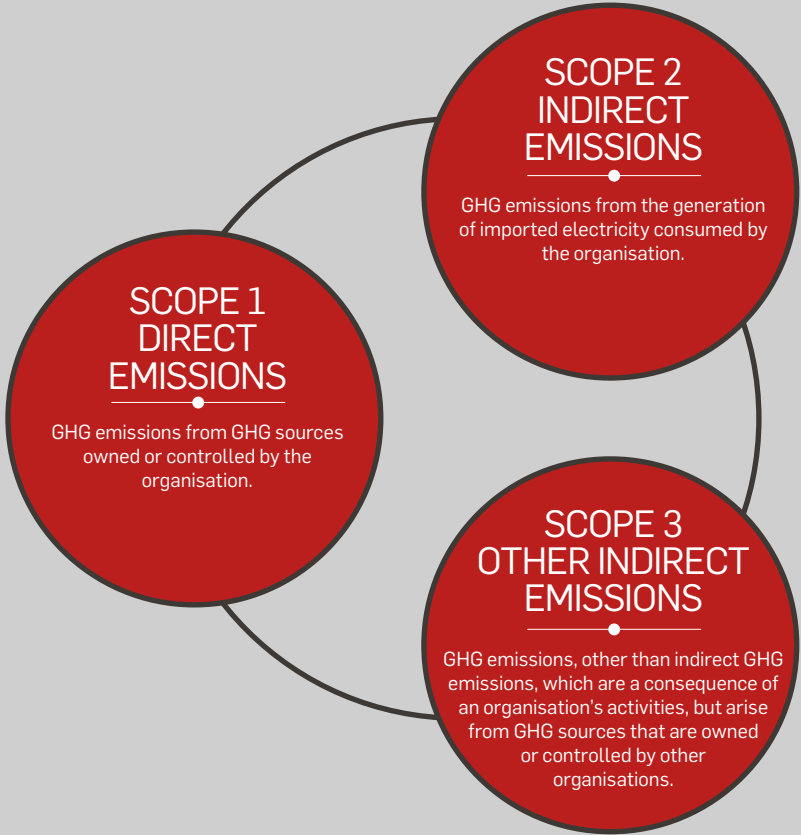 SCOPE 1
DIRECT
EMISSIONS
GHG emissions from GHG sources
owned or controlled by the
organisation.
SCOPE 2
INDIRECT
EMISSIONS
GHG emissions from the generation
of imported electricity consumed by
the organisation.
SCOPE 3
OTHER INDIRECT
EMISSIONS
GHG emissions, other than indirect GHG
emissions, which are a consequence of
an organisation’s activities, but arise
from GHG sources that are owned
or controlled by other
organisations.